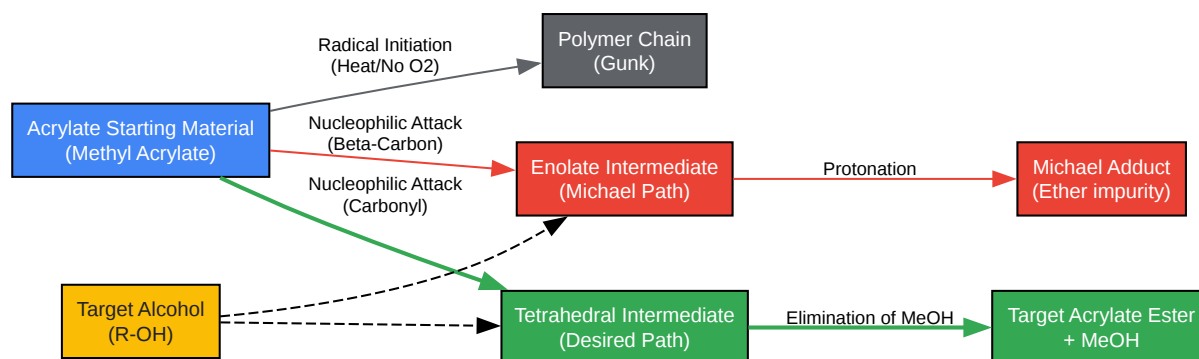 Radical Initiation
(Heat/No O2)
Polymer Chain
(Gunk)
Acrylate Starting Material
(Methyl Acrylate)
Nucleophilic Attack
(Beta-Carbon)
Enolate Intermediate
(Michael Path)
Protonation
Michael Adduct
(Ether impurity)
Nucleophilic Attack
(Carbonyl)
Target Alcohol
(R-OH)
Tetrahedral Intermediate
(Desired Path)
Elimination of MeOH
Target Acrylate Ester
+ MeOH